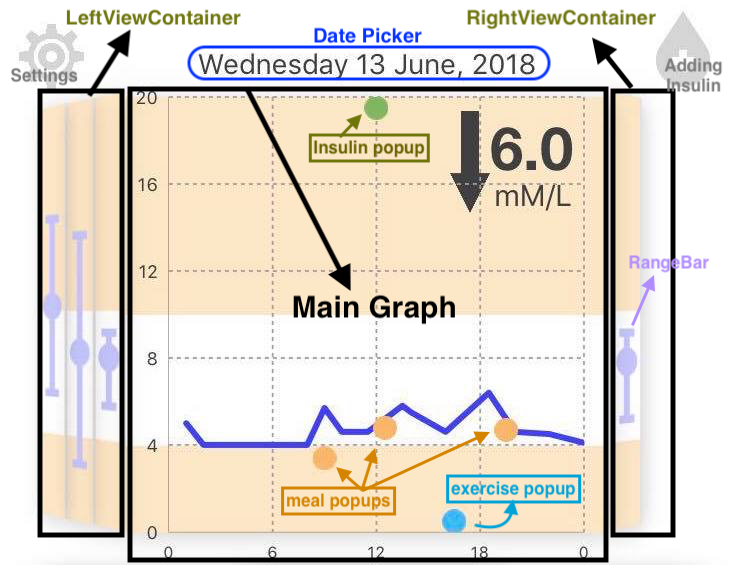 LeftViewContainer
RightViewContainer
Date Picker
Settings
Wednesday 13 June, 2018
Adding
Insulin
20
Insulin popup
6.0
mM/L
16
RangeBar
12
Main Graph
8
4
meal popups
exercise popup
0
0
6
12
18
0